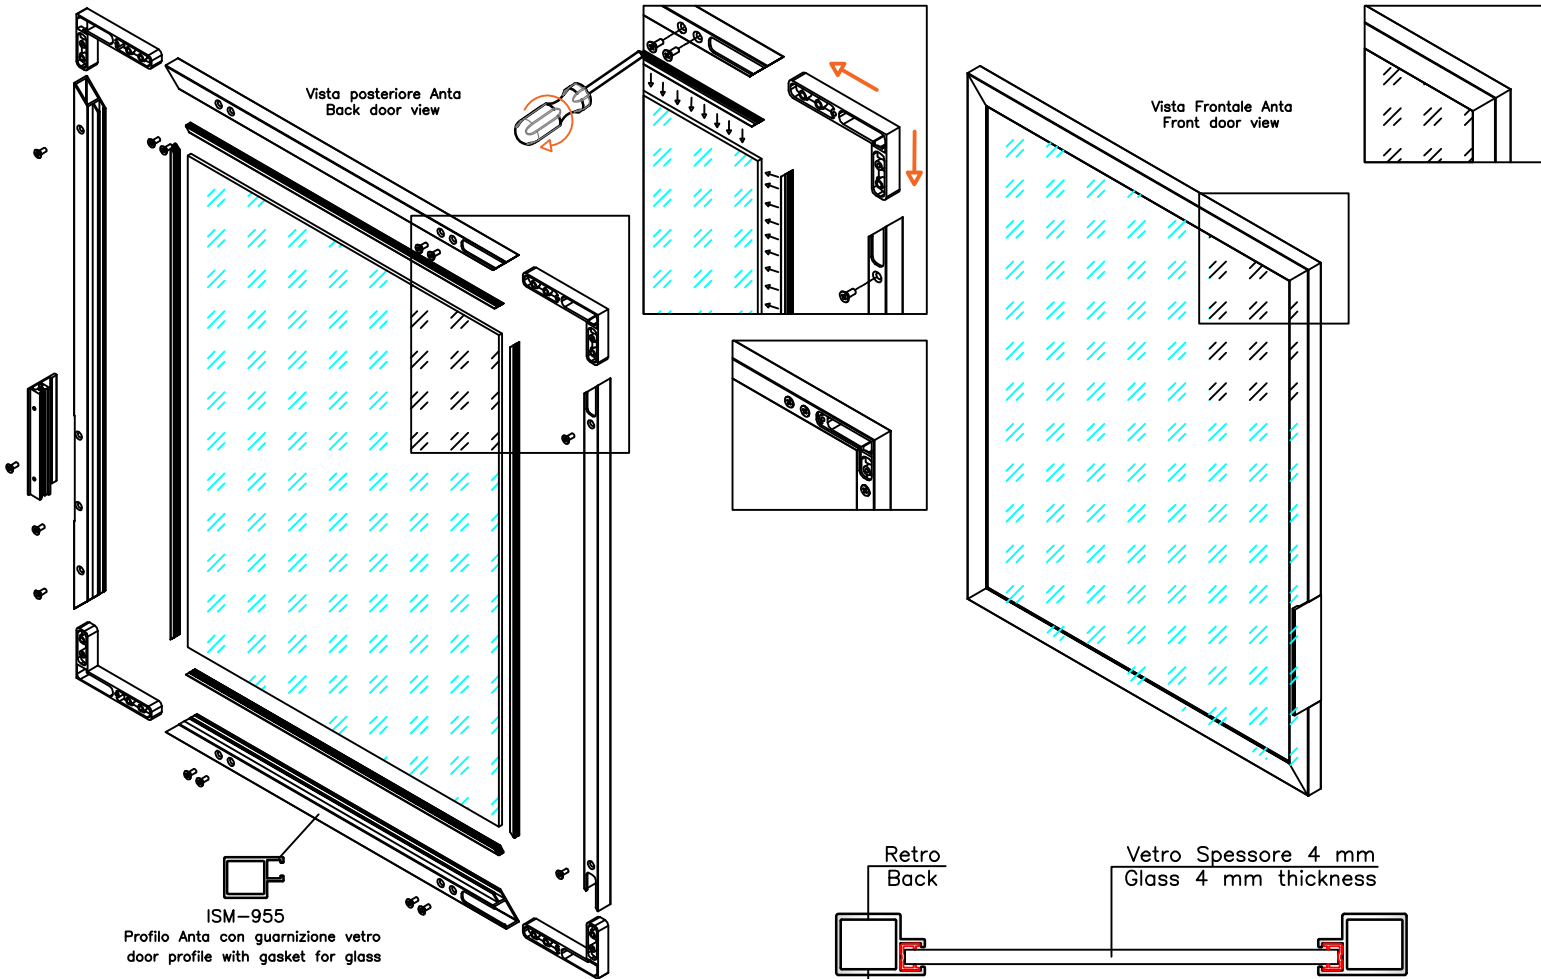 Vista posteriore Anta
Back door view
Vista Frontale Anta
Front door view
ISM-955
Profilo Anta con guarnizione vetro
door profile with gasket for glass
Retro
Back
Vetro Spessore 4 mm
Glass 4 mm thickness